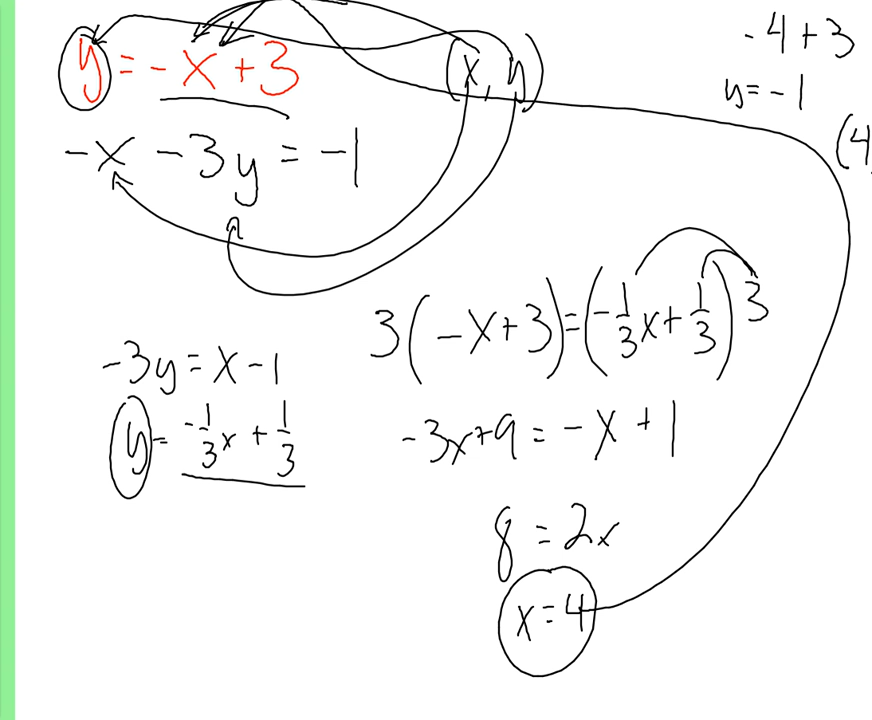 y = -x + 3
(x, y)
-4 + 3
y = -1
(4,
-x - 3y = -1
3(-x+3) = (-1/3x + 1/3)3
-3y = x - 1
y = -1/3x + 1/3
-3x+9 = -x + 1
8 = 2x
x = 4